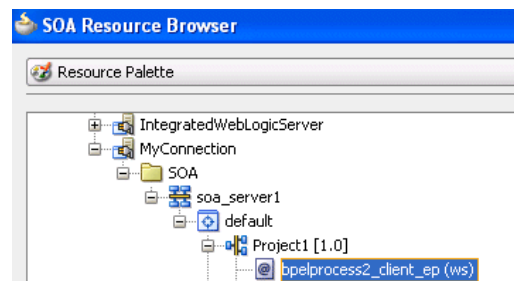 SOA Resource Browser
Resource Palette
IntegratedWebLogicServer
MyConnection
SOA
soa_server1
default
Project1 [1.0]
bpelprocess2_client_ep (ws)